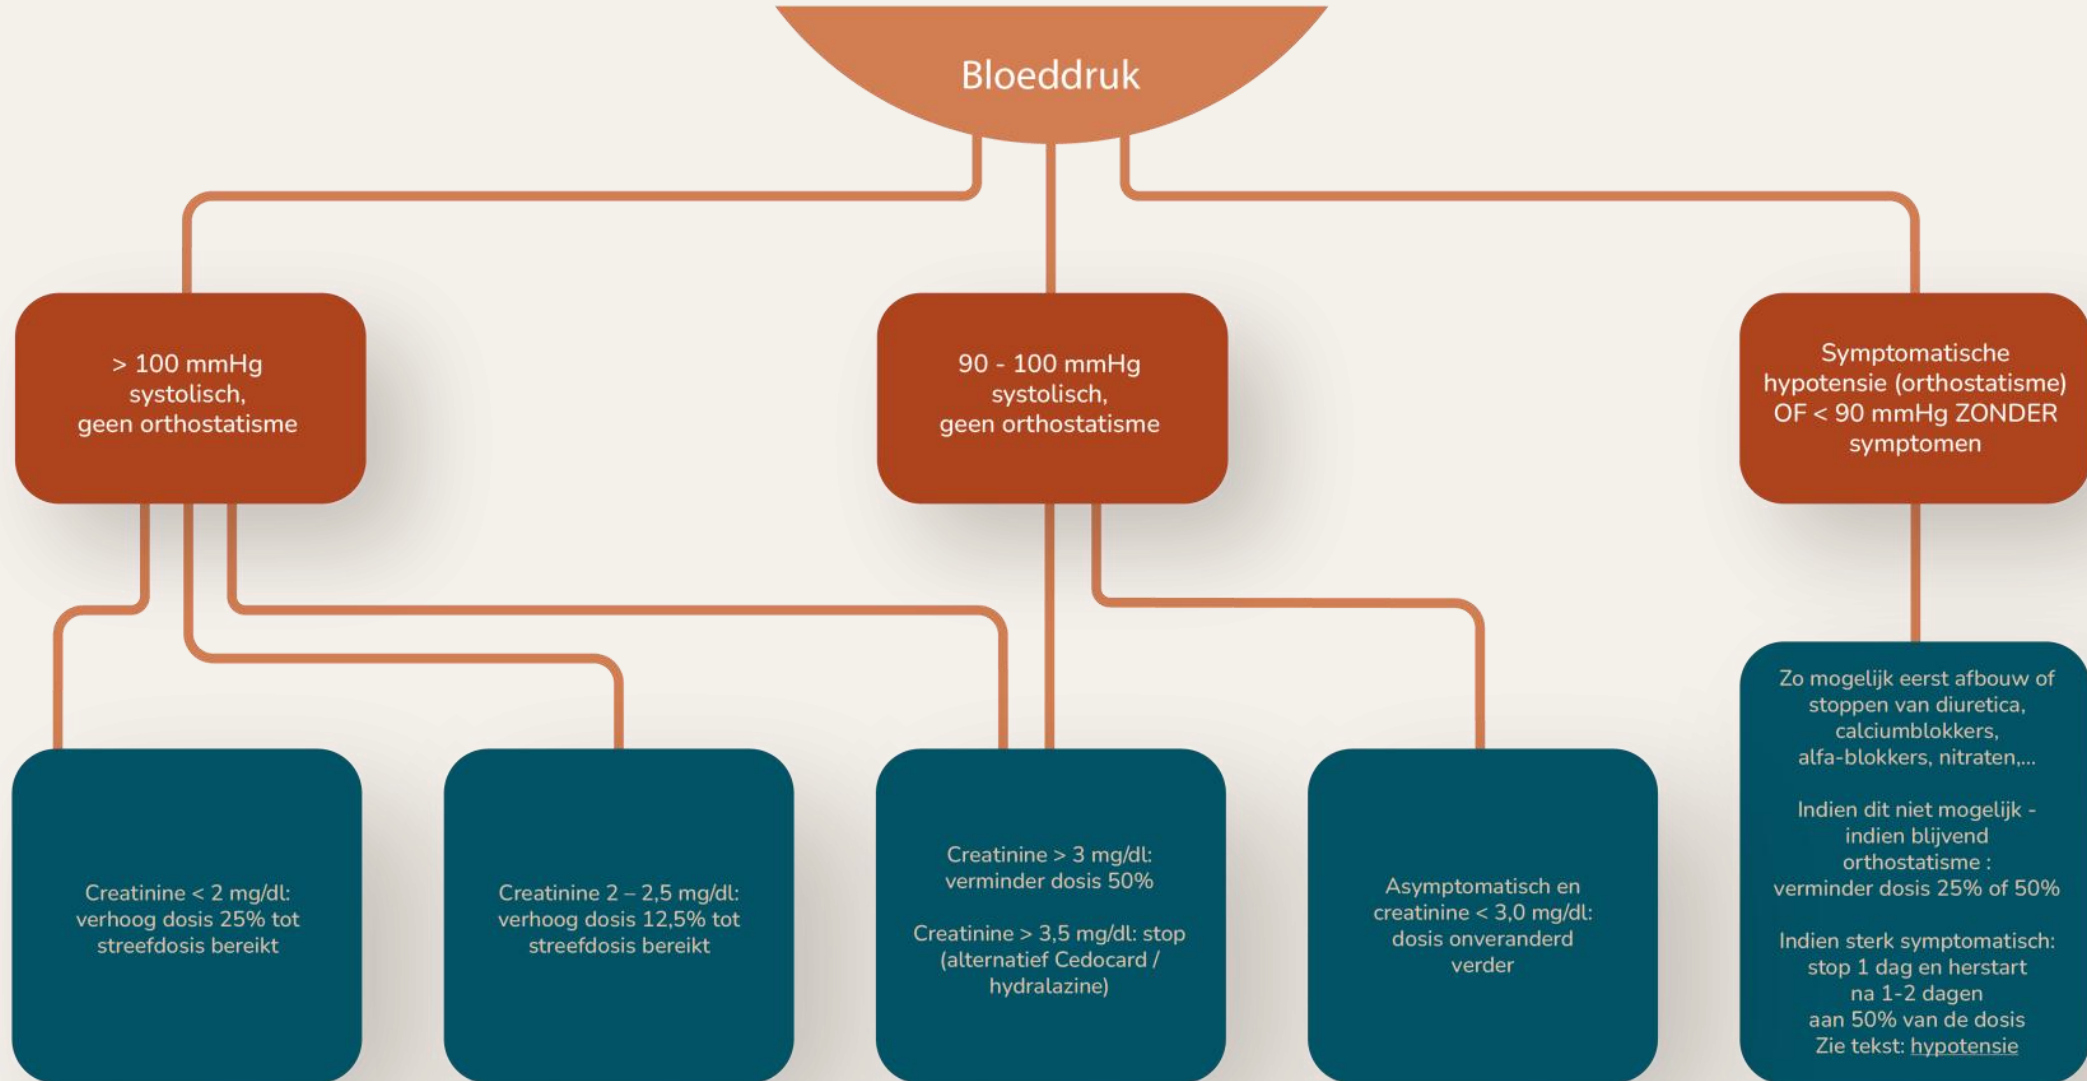 Bloeddruk
> 100 mmHg
systolisch,
geen orthostatisme
90 - 100 mmHg
systolisch,
geen orthostatisme
Symptomatische
hypotensie (orthostatisme)
OF < 90 mmHg ZONDER
symptomen
Creatinine < 2 mg/dl:
verhoog dosis 25% tot
streefdosis bereikt
Creatinine 2 – 2,5 mg/dl:
verhoog dosis 12,5% tot
streefdosis bereikt
Creatinine > 3 mg/dl:
verminder dosis 50%
Creatinine > 3,5 mg/dl: stop
(alternatief Cedocard /
hydralazine)
Asymptomatisch en
creatinine < 3,0 mg/dl:
dosis onveranderd
verder
Zo mogelijk eerst afbouw of
stoppen van diuretica,
calciumblokkers,
alfa-blokkers, nitraten,...
Indien dit niet mogelijk -
indien blijvend
orthostatisme :
verminder dosis 25% of 50%
Indien sterk symptomatisch:
stop 1 dag en herstart
na 1-2 dagen
aan 50% van de dosis
Zie tekst: hypotensie